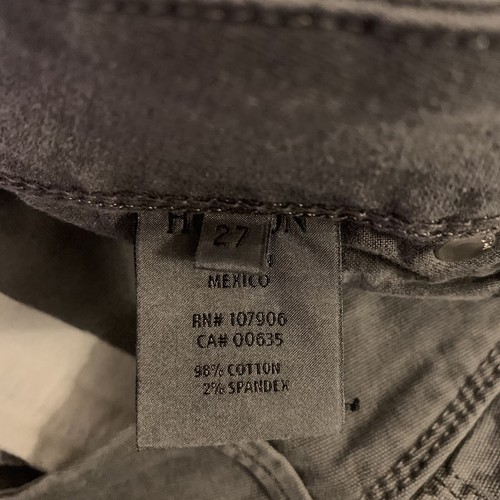 27
MEXICO
RN# 107906
CA# 00635
98% COTTON
2% SPANDEX